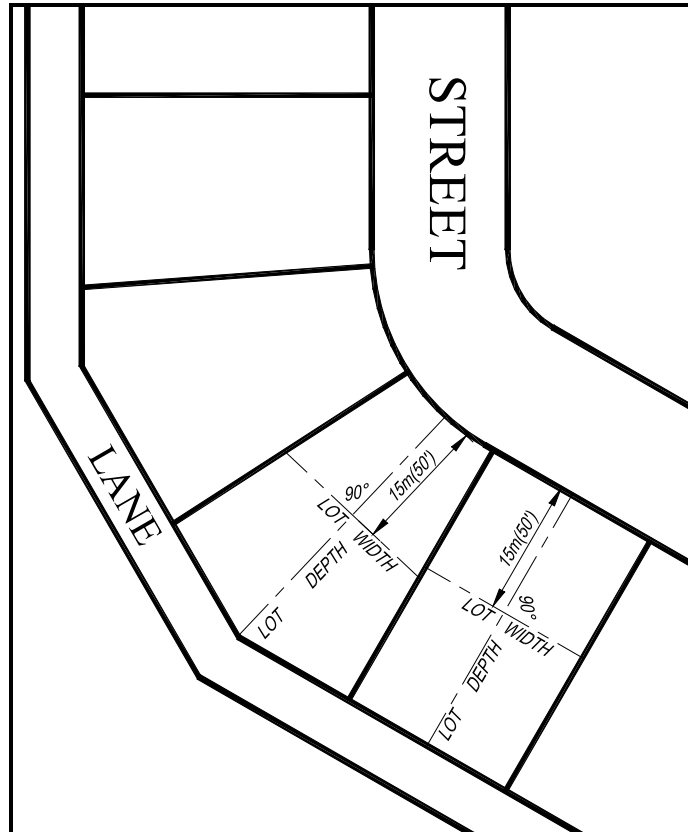 STREET
LANE
90°
15m(50')
LOT WIDTH
LOT DEPTH
15m(50')
90°
LOT WIDTH
LOT DEPTH